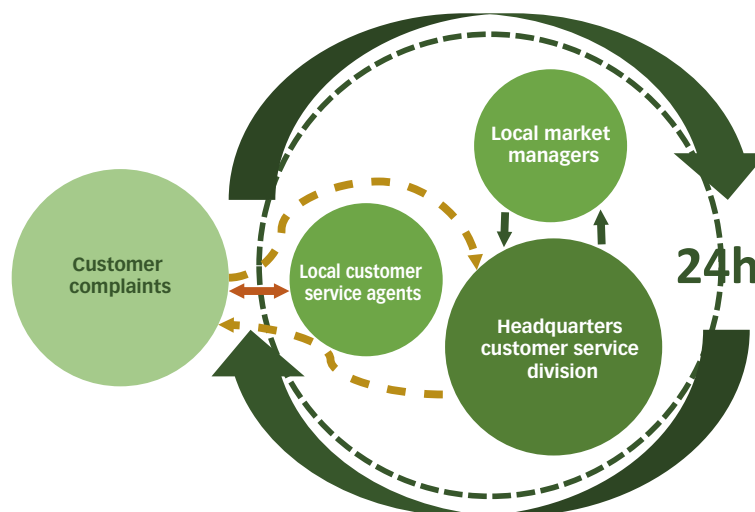 Local market
managers
Customer
complaints
Local customer
service agents
24h
Headquarters
customer service
division